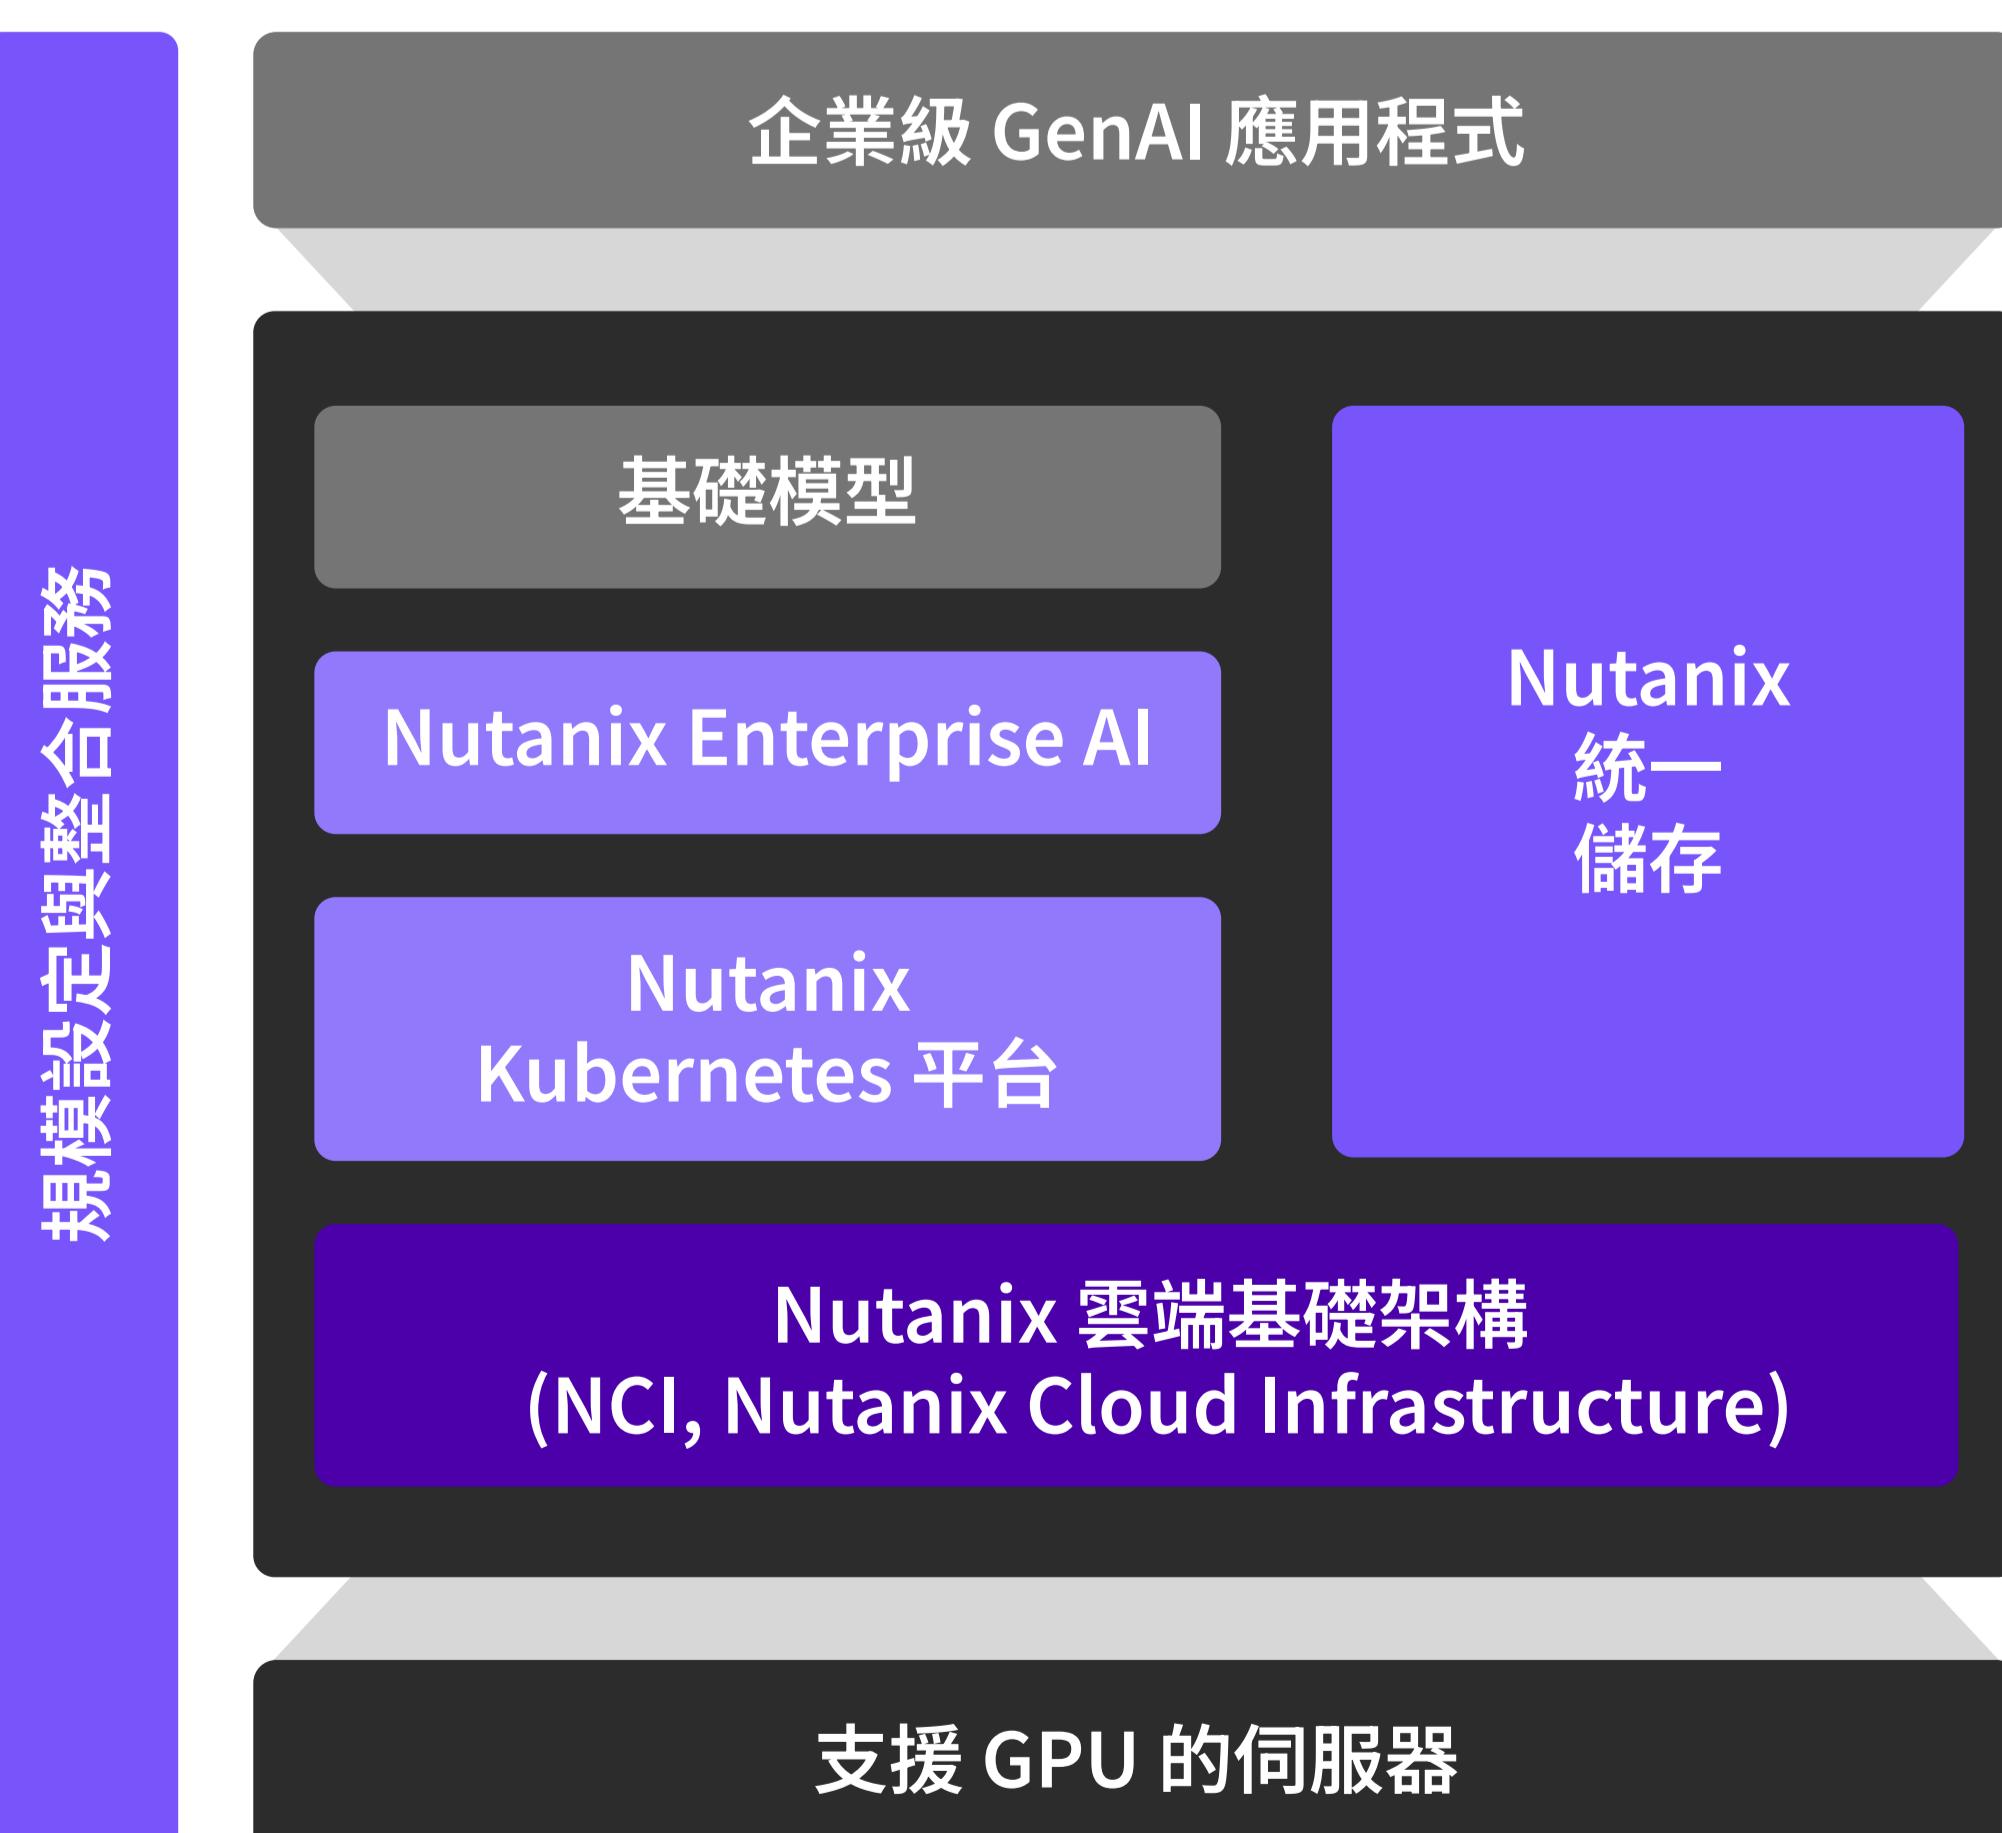 規模設定與整合服務
企業級 GenAI 應用程式
基礎模型
Nutanix Enterprise AI
Nutanix
Kubernetes 平台
Nutanix
統一
儲存
Nutanix 雲端基礎架構
(NCI，Nutanix Cloud Infrastructure)
支援 GPU 的伺服器